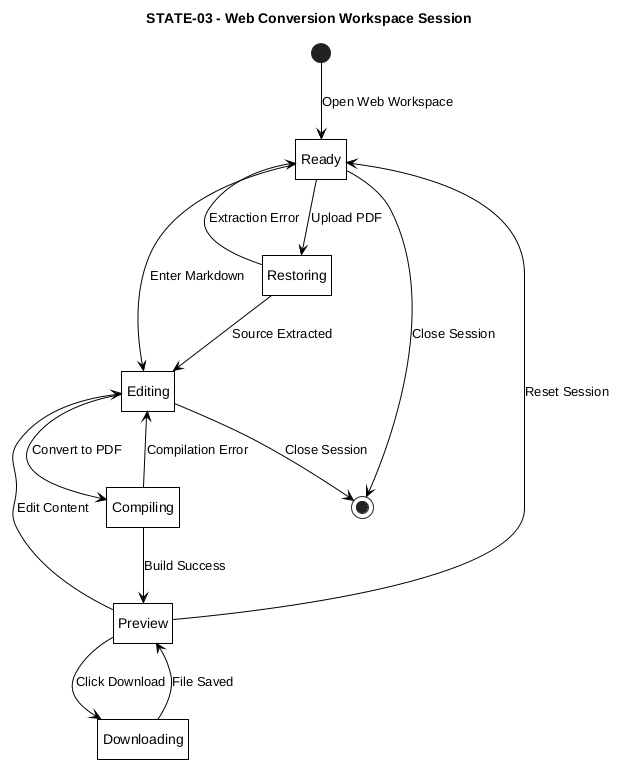 STATE-03 - Web Conversion Workspace Session
Open Web Workspace
Ready
Extraction Error
Upload PDF
Enter Markdown
Restoring
Source Extracted
Close Session
Editing
Reset Session
Convert to PDF
Compilation Error
Close Session
Edit Content
Compiling
Build Success
Preview
Click Download
File Saved
Downloading